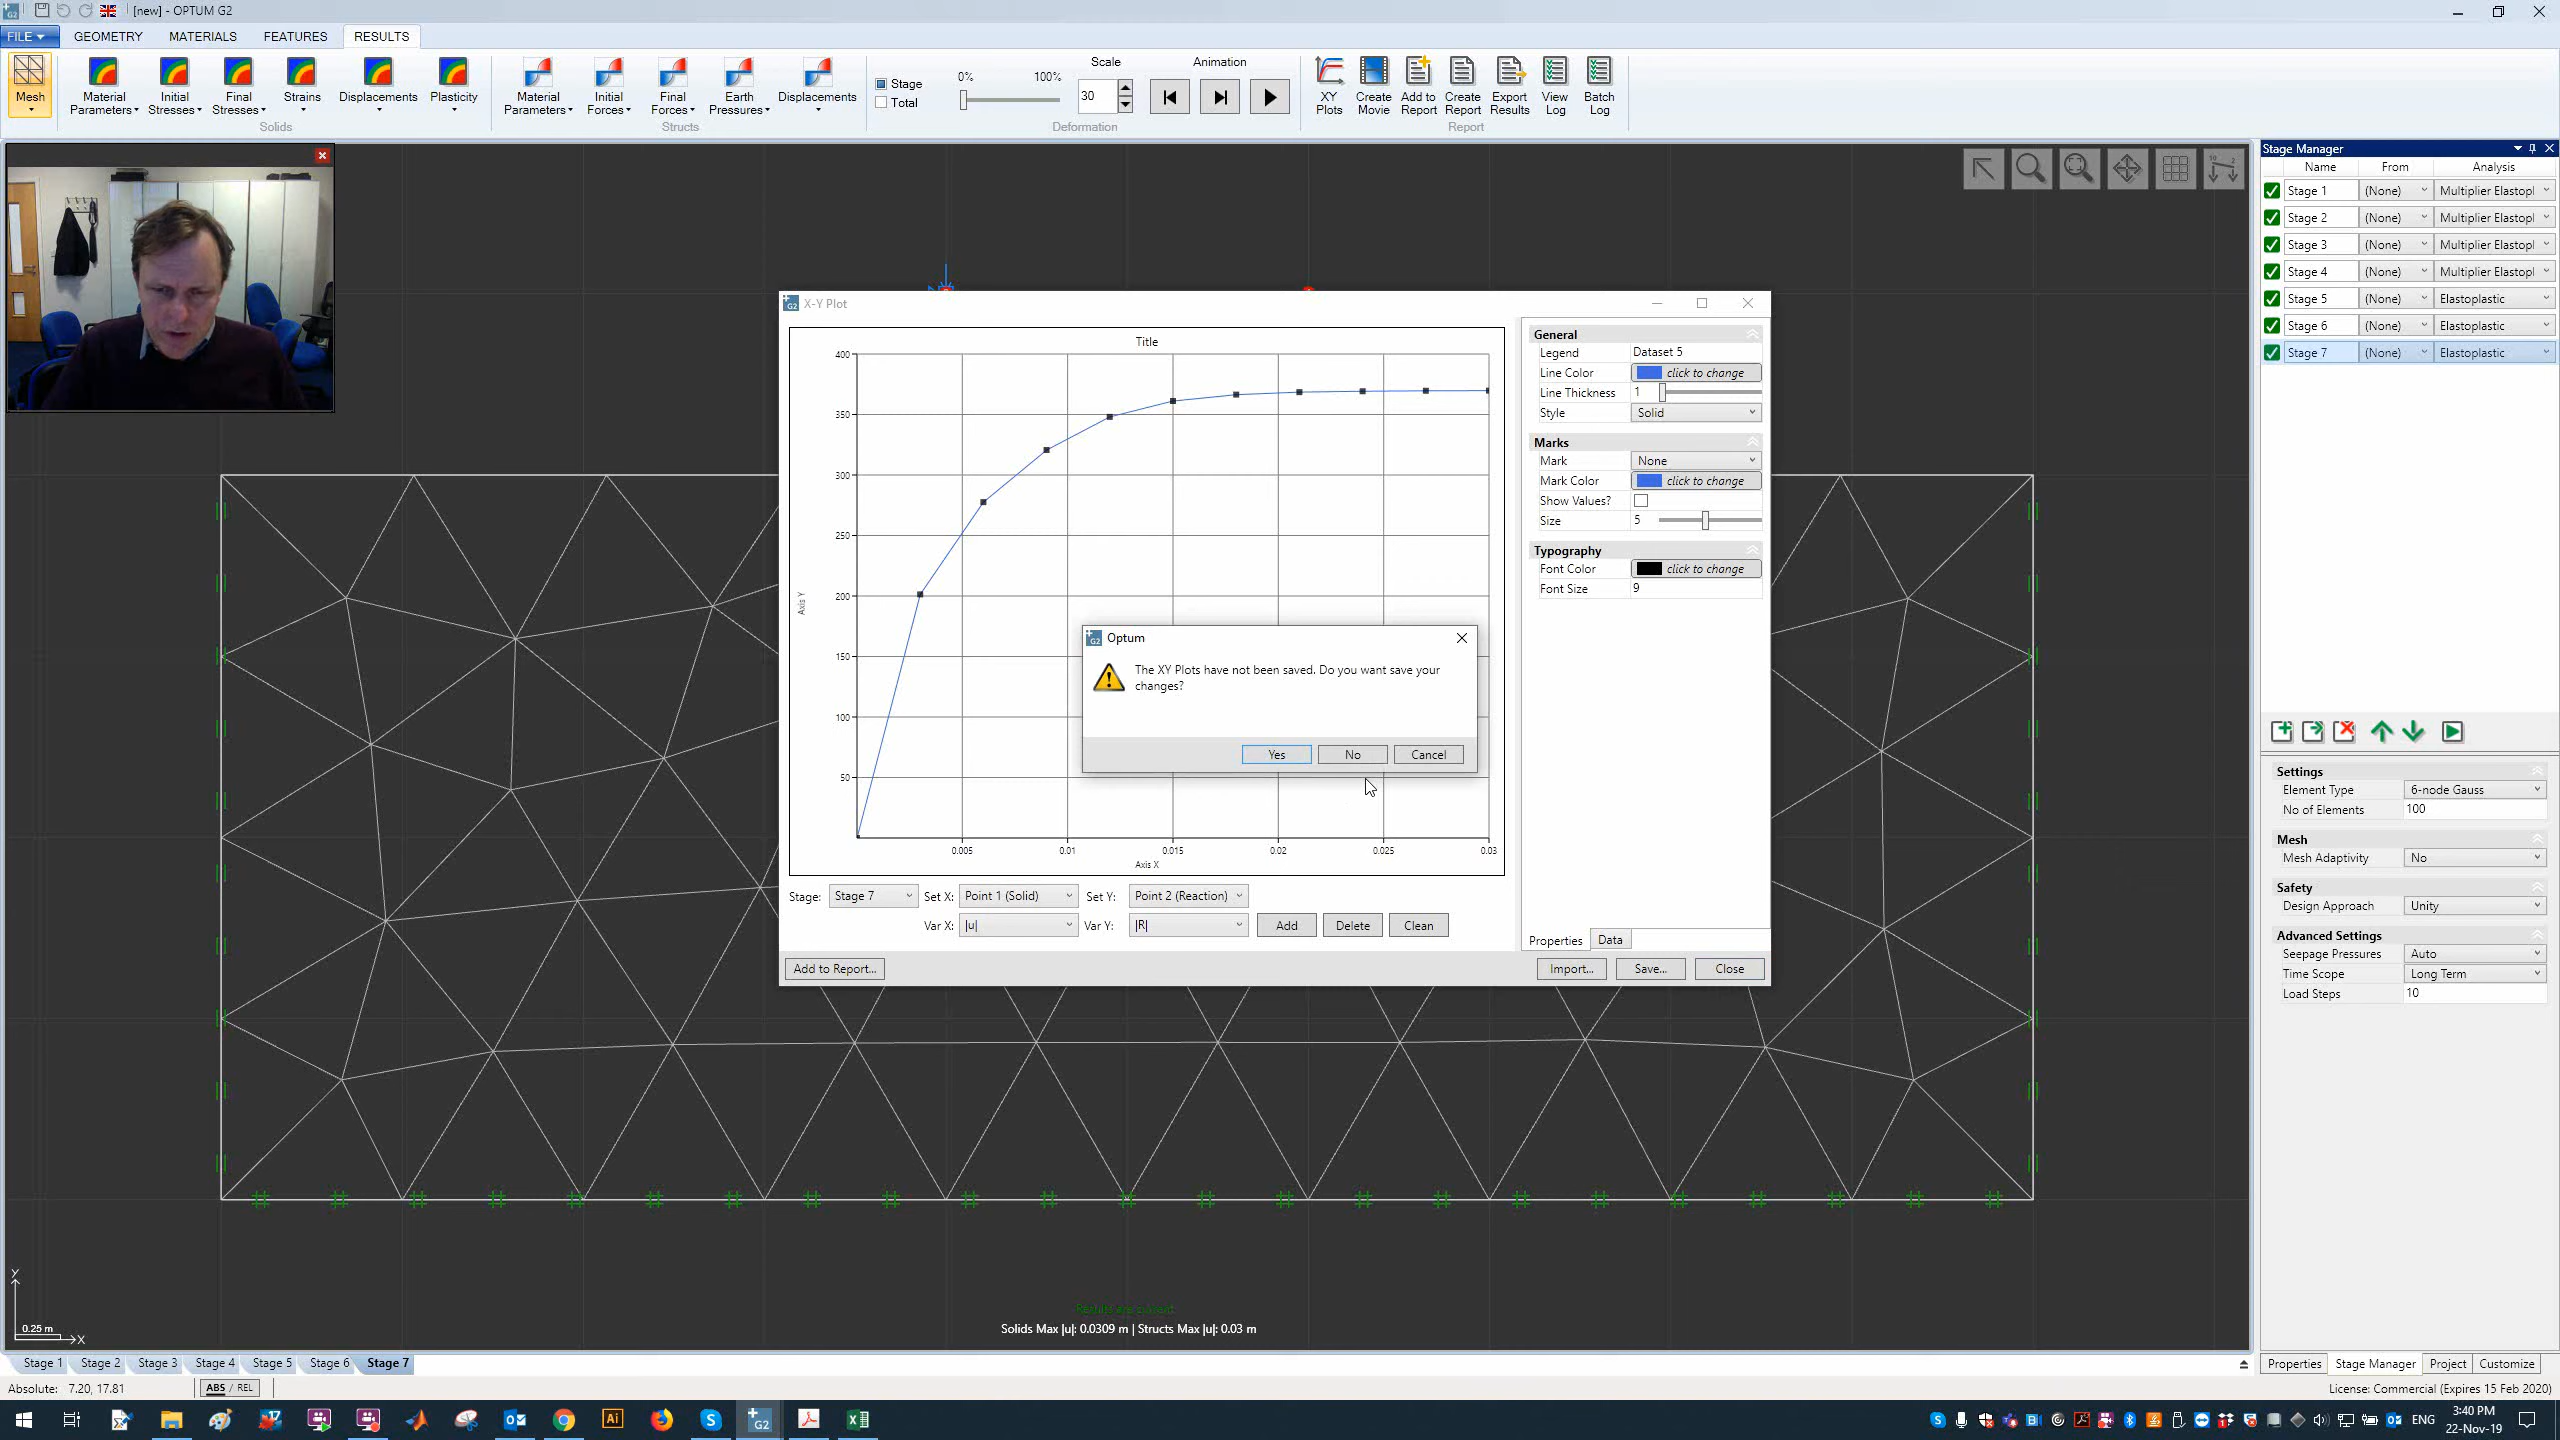 [new] - OPTUM G2
FILE GEOMETRY MATERIALS FEATURES RESULTS
Mesh
Material Parameters
Initial Stresses
Final Stresses
Strains
Displacements
Plasticity
Solids
Material Parameters
Initial Forces
Final Forces
Earth Pressures
Displacements
Structs
Stage
Total
0% 100%
Scale
30
Animation
Deformation
XY Plots
Create Movie
Add to Report
Create Report
Export Results
View Log
Batch Log
Report
Stage Manager
Name From Analysis
Stage 1 (None) Multiplier Elastopl
Stage 2 (None) Multiplier Elastopl
Stage 3 (None) Multiplier Elastopl
Stage 4 (None) Multiplier Elastopl
Stage 5 (None) Elastoplastic
Stage 6 (None) Elastoplastic
Stage 7 (None) Elastoplastic
X-Y Plot
Title
400
350
300
250
200
150
100
50
Axis Y
0.005 0.01 0.015 0.02 0.025 0.03
Axis X
General
Legend Dataset 5
Line Color click to change
Line Thickness 1
Style Solid
Marks
Mark None
Mark Color click to change
Show Values?
Size 5
Typography
Font Color click to change
Font Size 9
Optum
The XY Plots have not been saved. Do you want save your
changes?
Yes No Cancel
Stage: Stage 7 Set X: Point 1 (Solid) Set Y: Point 2 (Reaction)
Var X: |u| Var Y: |R| Add Delete Clean
Properties Data
Add to Report... Import... Save... Close
Settings
Element Type 6-node Gauss
No of Elements 100
Mesh
Mesh Adaptivity No
Safety
Design Approach Unity
Advanced Settings
Seepage Pressures Auto
Time Scope Long Term
Load Steps 10
Y
0.25 m
X
Solids Max |u|: 0.0309 m | Structs Max |u|: 0.03 m
Stage 1 Stage 2 Stage 3 Stage 4 Stage 5 Stage 6 Stage 7
Properties Stage Manager Project Customize
Absolute: 7.20, 17.81 ABS / REL
License: Commercial (Expires 15 Feb 2020)
ENG
3:40 PM
22-Nov-19